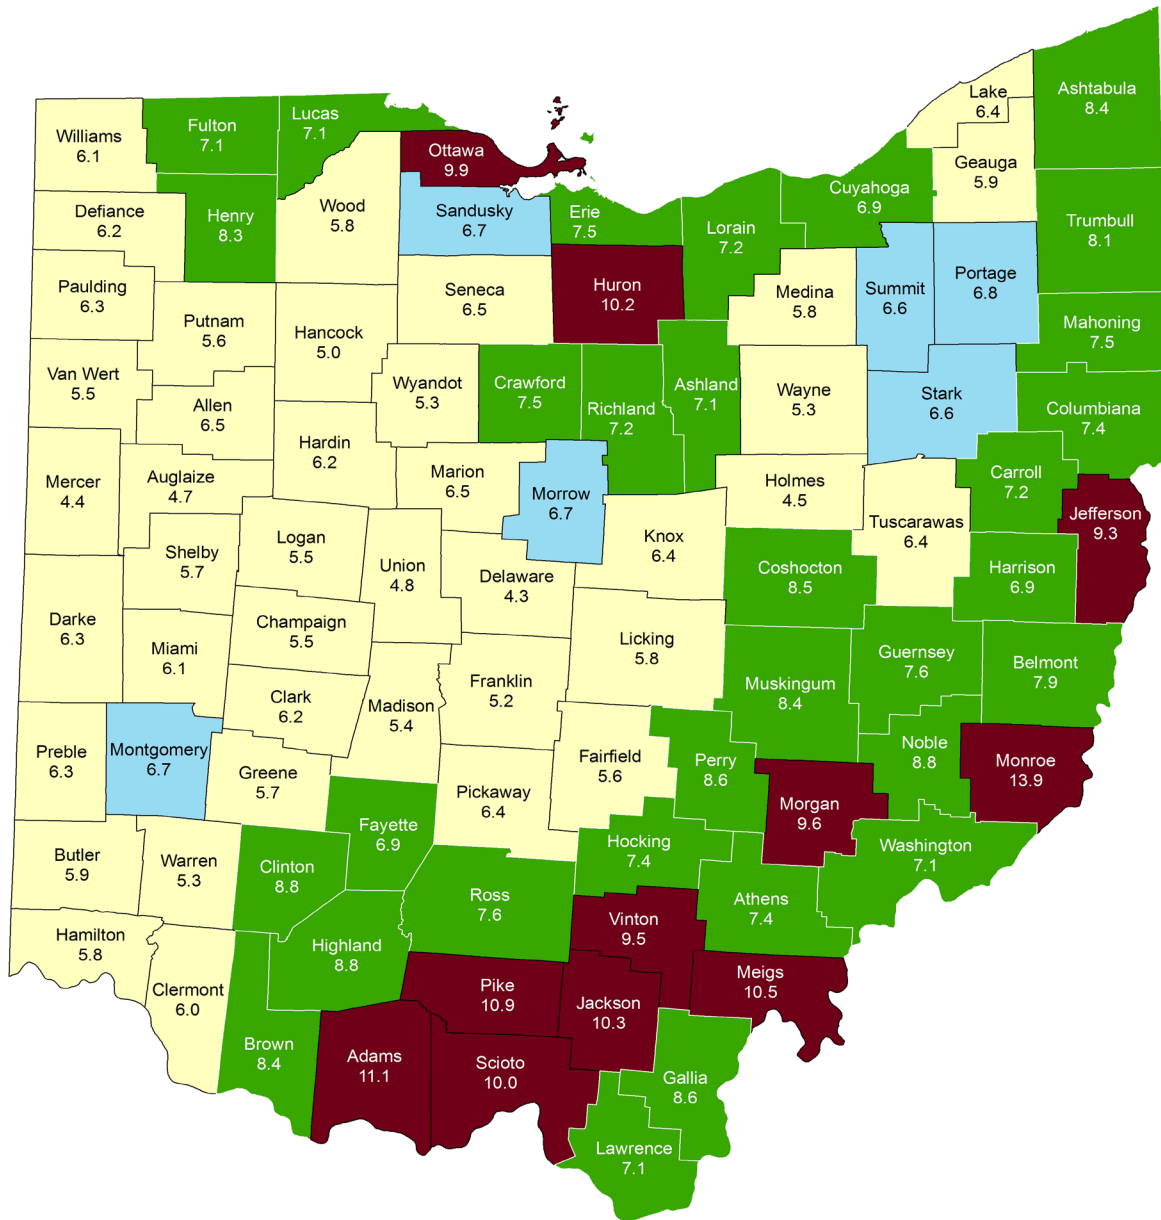 Ashtabula
8.4
Lake
6.4
Lucas
7.1
Fulton
7.1
Williams
6.1
Ottawa
9.9
Geauga
5.9
Cuyahoga
6.9
Wood
5.8
Defiance
6.2
Henry
8.3
Sandusky
6.7
Erie
7.5
Lorain
7.2
Trumbull
8.1
Paulding
6.3
Seneca
6.5
Huron
10.2
Medina
5.8
Summit
6.6
Portage
6.8
Putnam
5.6
Hancock
5.0
Mahoning
7.5
Van Wert
5.5
Allen
6.5
Wyandot
5.3
Crawford
7.5
Richland
7.2
Ashland
7.1
Wayne
5.3
Stark
6.6
Columbiana
7.4
Hardin
6.2
Mercer
4.4
Auglaize
4.7
Marion
6.5
Morrow
6.7
Holmes
4.5
Carroll
7.2
Jefferson
9.3
Tuscarawas
6.4
Logan
5.5
Knox
6.4
Shelby
5.7
Union
4.8
Delaware
4.3
Coshocton
8.5
Harrison
6.9
Darke
6.3
Champaign
5.5
Miami
6.1
Licking
5.8
Guernsey
7.6
Belmont
7.9
Clark
6.2
Madison
5.4
Franklin
5.2
Muskingum
8.4
Preble
6.3
Montgomery
6.7
Greene
5.7
Fairfield
5.6
Perry
8.6
Noble
8.8
Monroe
13.9
Pickaway
6.4
Morgan
9.6
Fayette
6.9
Hocking
7.4
Washington
7.1
Butler
5.9
Warren
5.3
Clinton
8.8
Ross
7.6
Athens
7.4
Vinton
9.5
Hamilton
5.8
Highland
8.8
Clermont
6.0
Pike
10.9
Jackson
10.3
Meigs
10.5
Brown
8.4
Adams
11.1
Scioto
10.0
Gallia
8.6
Lawrence
7.1